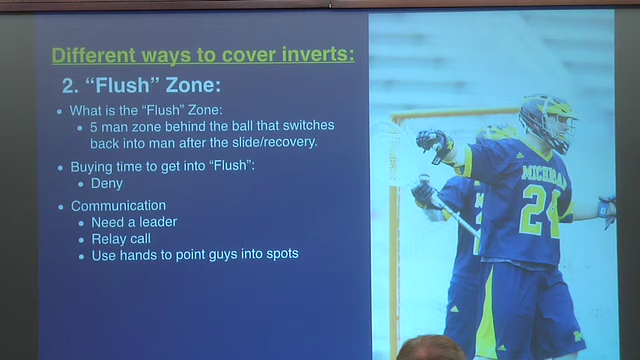 Different ways to cover inverts:
2. “Flush” Zone:
• What is the “Flush” Zone:
• 5 man zone behind the ball that switches
back into man after the slide/recovery.
• Buying time to get into “Flush”:
• Deny
• Communication
• Need a leader
• Relay call
• Use hands to point guys into spots
MICHIGAN
24